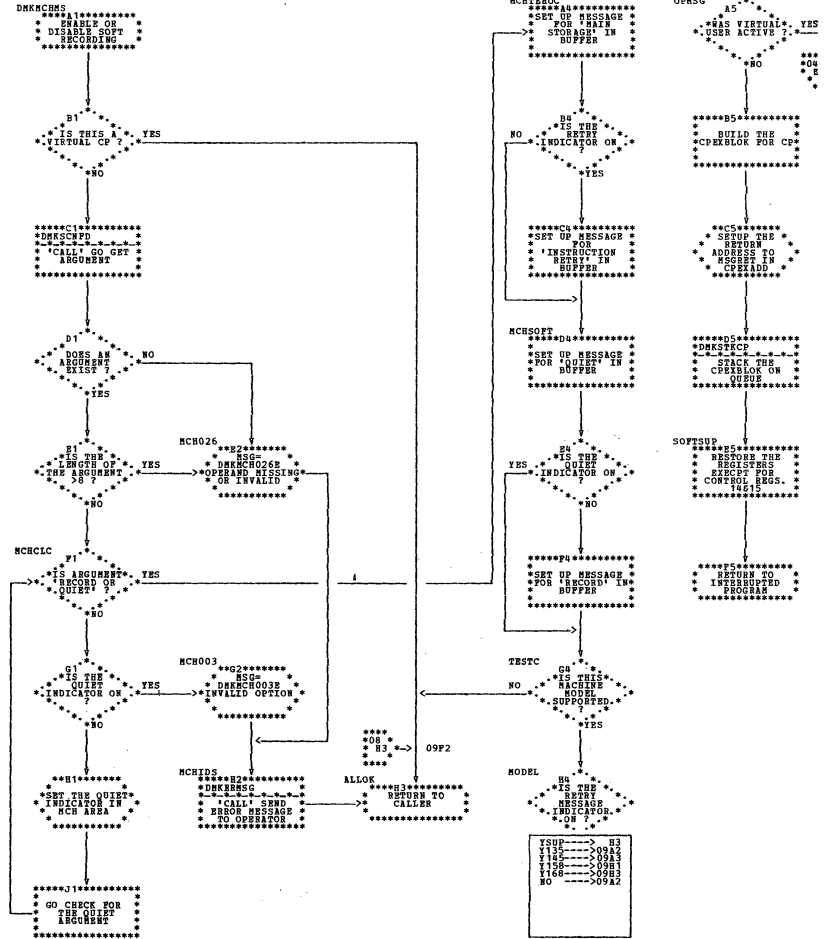 DMKMCHMS
A1
ENABLE OR
DISABLE SOFT
RECORDING
B1
IS THIS A
VIRTUAL CP ?
YES
NO
C1
DMKSCNFD
'CALL' GO GET
ARGUMENT
D1
DOES AN
ARGUMENT
EXIST ?
NO
YES
E1
IS THE
LENGTH OF
THE ARGUMENT
>8 ?
YES
NO
MCH026
E2
MSG=
DMKMCH026E
OPERAND MISSING
OR INVALID
MCHCLC
F1
IS ARGUMENT
'RECORD OR
QUIET' ?
YES
NO
G1
IS THE
QUIET
INDICATOR ON
?
YES
NO
MCH003
G2
MSG=
DMKMCH003E
INVALID OPTION
H1
SET THE QUIET
INDICATOR IN
MCH AREA
MCHIDS
H2
DMKERMSG
'CALL' SEND
ERROR MESSAGE
TO OPERATOR
08
H3
09F2
ALLOK
H3
RETURN TO
CALLER
J1
GO CHECK FOR
THE QUIET
ARGUMENT
A4
SET UP MESSAGE
FOR 'MAIN
STORAGE' IN
BUFFER
B4
IS THE
RETRY
INDICATOR ON
?
NO
YES
C4
SET UP MESSAGE
FOR
'INSTRUCTION
RETRY' IN
BUFFER
MCHSOFT
D4
SET UP MESSAGE
FOR 'QUIET' IN
BUFFER
E4
IS THE
QUIET
INDICATOR ON
?
YES
NO
F4
SET UP MESSAGE
FOR 'RECORD' IN
BUFFER
TESTC
G4
IS THIS
MACHINE
MODEL
SUPPORTED.
?
NO
YES
MODEL
H4
IS THE
RETRY
MESSAGE
INDICATOR
ON ?
YSUP----> H3
Y135---->09A2
Y145---->09A3
Y158---->09H1
Y168---->09H3
NO ---->09A2
A5
WAS VIRTUAL
USER ACTIVE ?
YES
NO
*04
B5
BUILD THE
CPEXBLOK FOR CP
C5
SETUP THE
RETURN
ADDRESS TO
MSGRET IN
CPEXADD
D5
DMKSTKCP
STACK THE
CPEXBLOK ON
QUEUE
SOFTSUP
E5
RESTORE THE
REGISTERS
EXECPT FOR
CONTROL REGS.
14&15
F5
RETURN TO
INTERRUPTED
PROGRAM